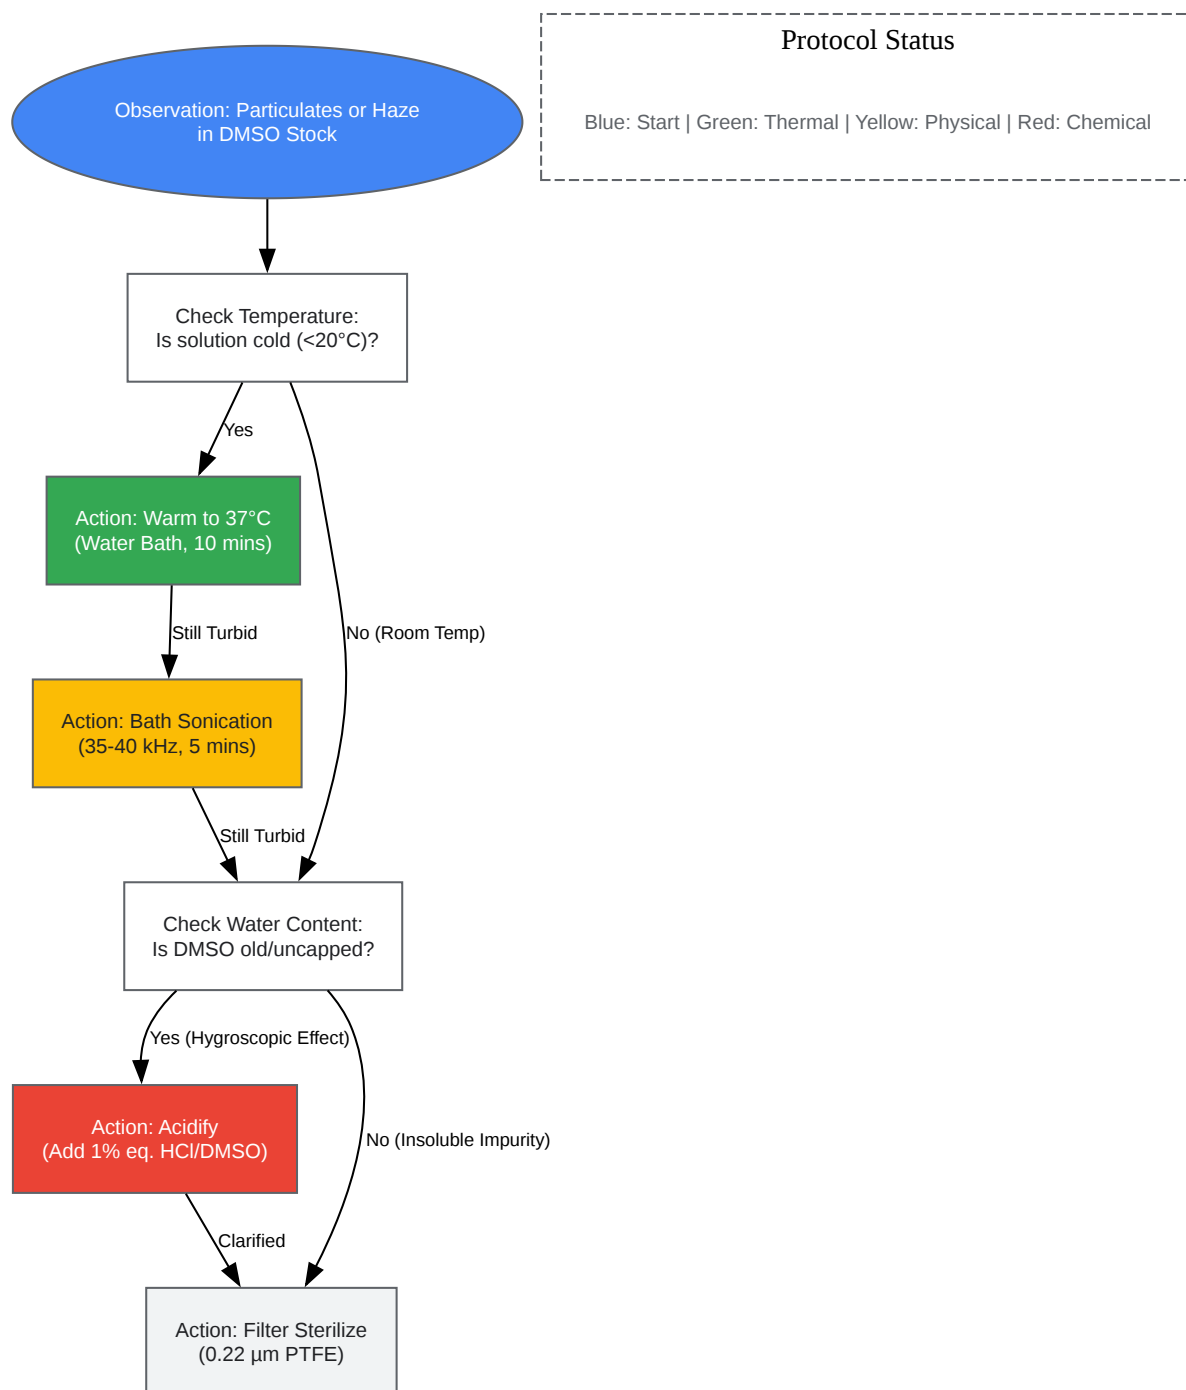 Protocol Status
Blue: Start | Green: Thermal | Yellow: Physical | Red: Chemical
Observation: Particulates or Haze
in DMSO Stock
Check Temperature:
Is solution cold (<20°C)?
Yes
Action: Warm to 37°C
(Water Bath, 10 mins)
Still Turbid
No (Room Temp)
Action: Bath Sonication
(35-40 kHz, 5 mins)
Still Turbid
Check Water Content:
Is DMSO old/uncapped?
Yes (Hygroscopic Effect)
Action: Acidify
(Add 1% eq. HCl/DMSO)
No (Insoluble Impurity)
Clarified
Action: Filter Sterilize
(0.22 µm PTFE)